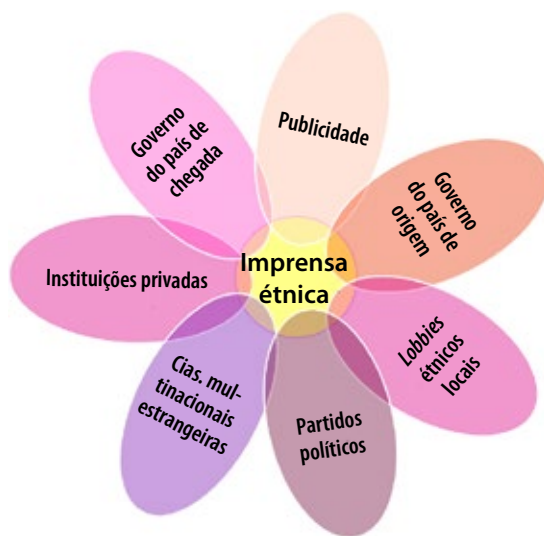 Publicidade
Governo
do país de
origem
Lobbies
étnicos
locais
Partidos
políticos
Cias. mul-
tinacionais
estrangeiras
Instituições privadas
Governo
do país de
chegada
Imprensa
étnica